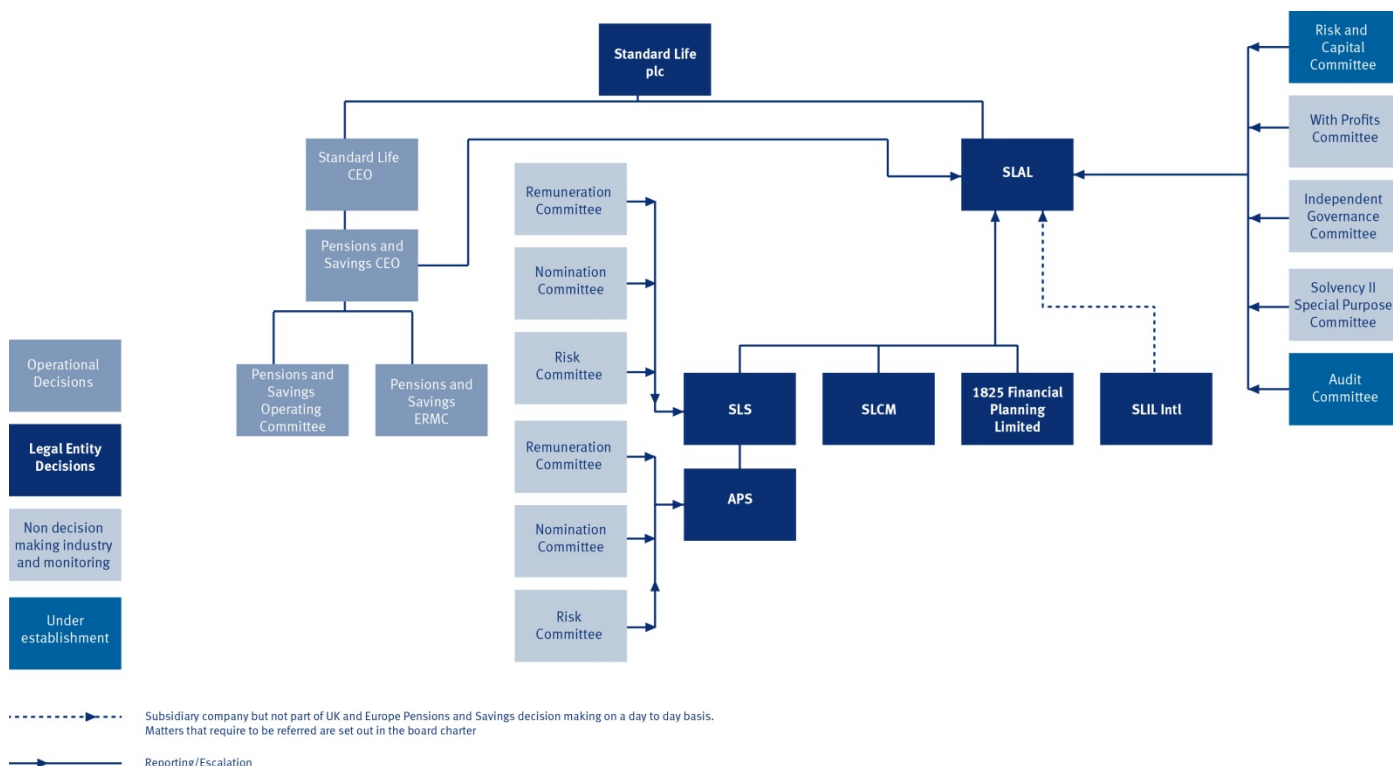 Standard Life
plc
Risk and
Capital
Committee
With Profits
Committee
Standard Life
CEO
SLAL
Remuneration
Committee
Independent
Governance
Committee
Pensions and
Savings CEO
Nomination
Committee
Solvency II
Special Purpose
Committee
Risk
Committee
Operational
Decisions
Pensions and
Savings
Operating
Committee
Pensions and
Savings
ERMC
SLS
SLCM
1825 Financial
Planning
Limited
SLIL Intl
Audit
Committee
Legal Entity
Decisions
Remuneration
Committee
APS
Non decision
making industry
and monitoring
Nomination
Committee
Under
establishment
Risk
Committee
Subsidiary company but not part of UK and Europe Pensions and Savings decision making on a day to day basis.
Matters that require to be referred are set out in the board charter
Reporting/Escalation